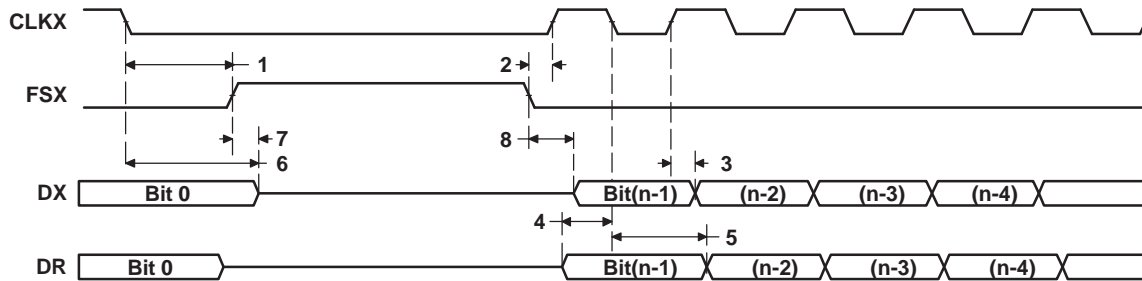 CLKX
1
2
FSX
7
8
6
3
DX
Bit 0
Bit(n-1)
(n-2)
(n-3)
(n-4)
4
5
DR
Bit 0
Bit(n-1)
(n-2)
(n-3)
(n-4)